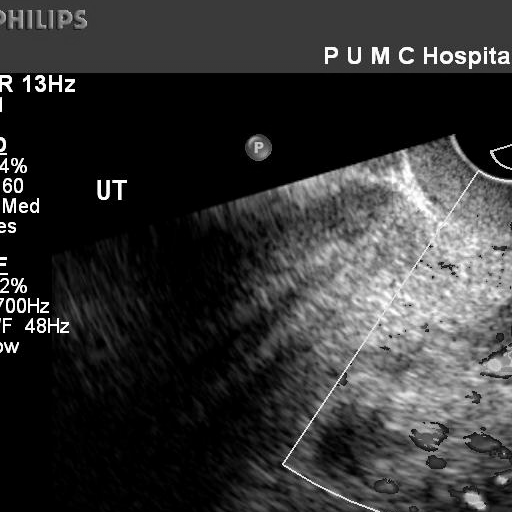 PHILIPS
P U M C Hospita
R 13Hz
P
4%
60
UT
Med
es
2%
700Hz
F 48Hz
ow